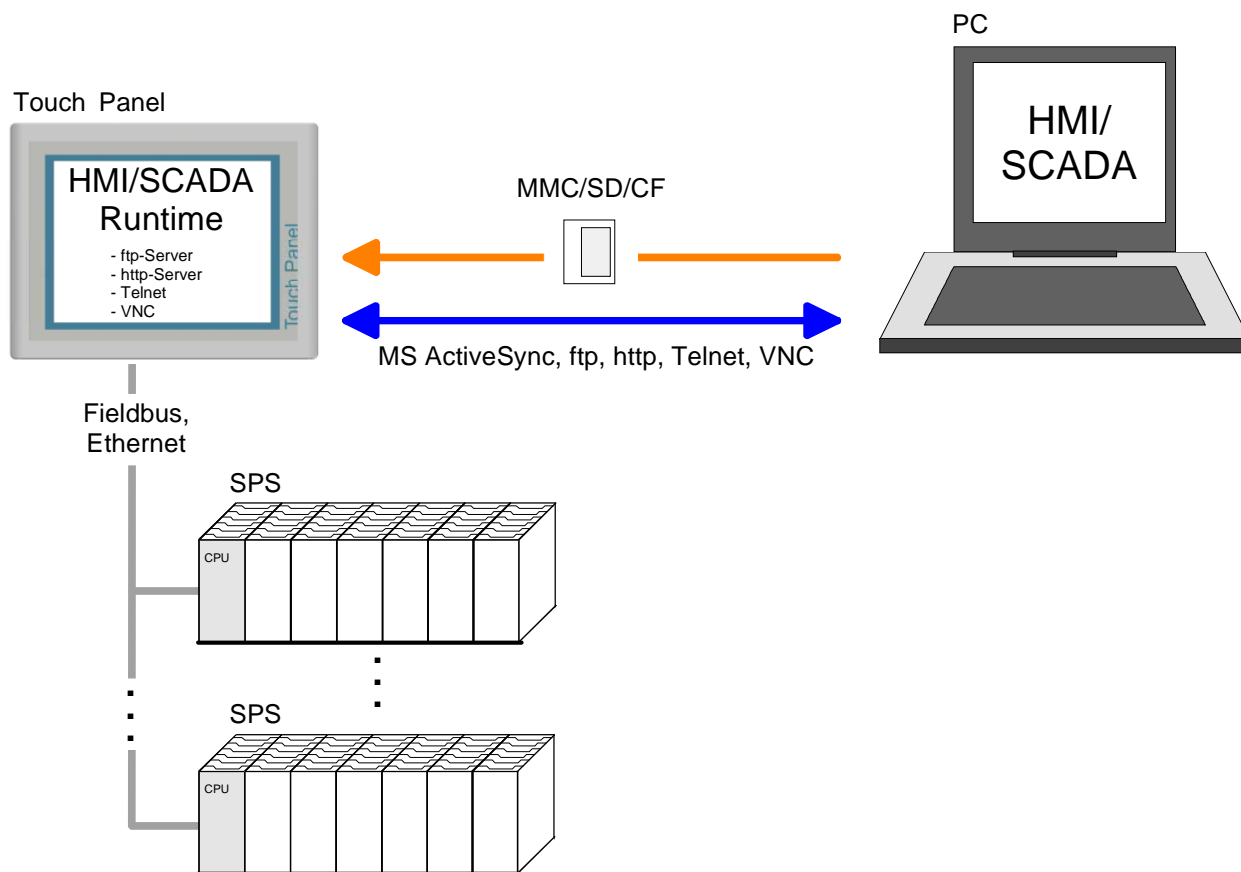 PC
Touch Panel
HMI/SCADA
Runtime
- ftp-Server
- http-Server
- Telnet
- VNC
Touch Panel
MMC/SD/CF
HMI/
SCADA
MS ActiveSync, ftp, http, Telnet, VNC
Fieldbus,
Ethernet
SPS
CPU
SPS
CPU